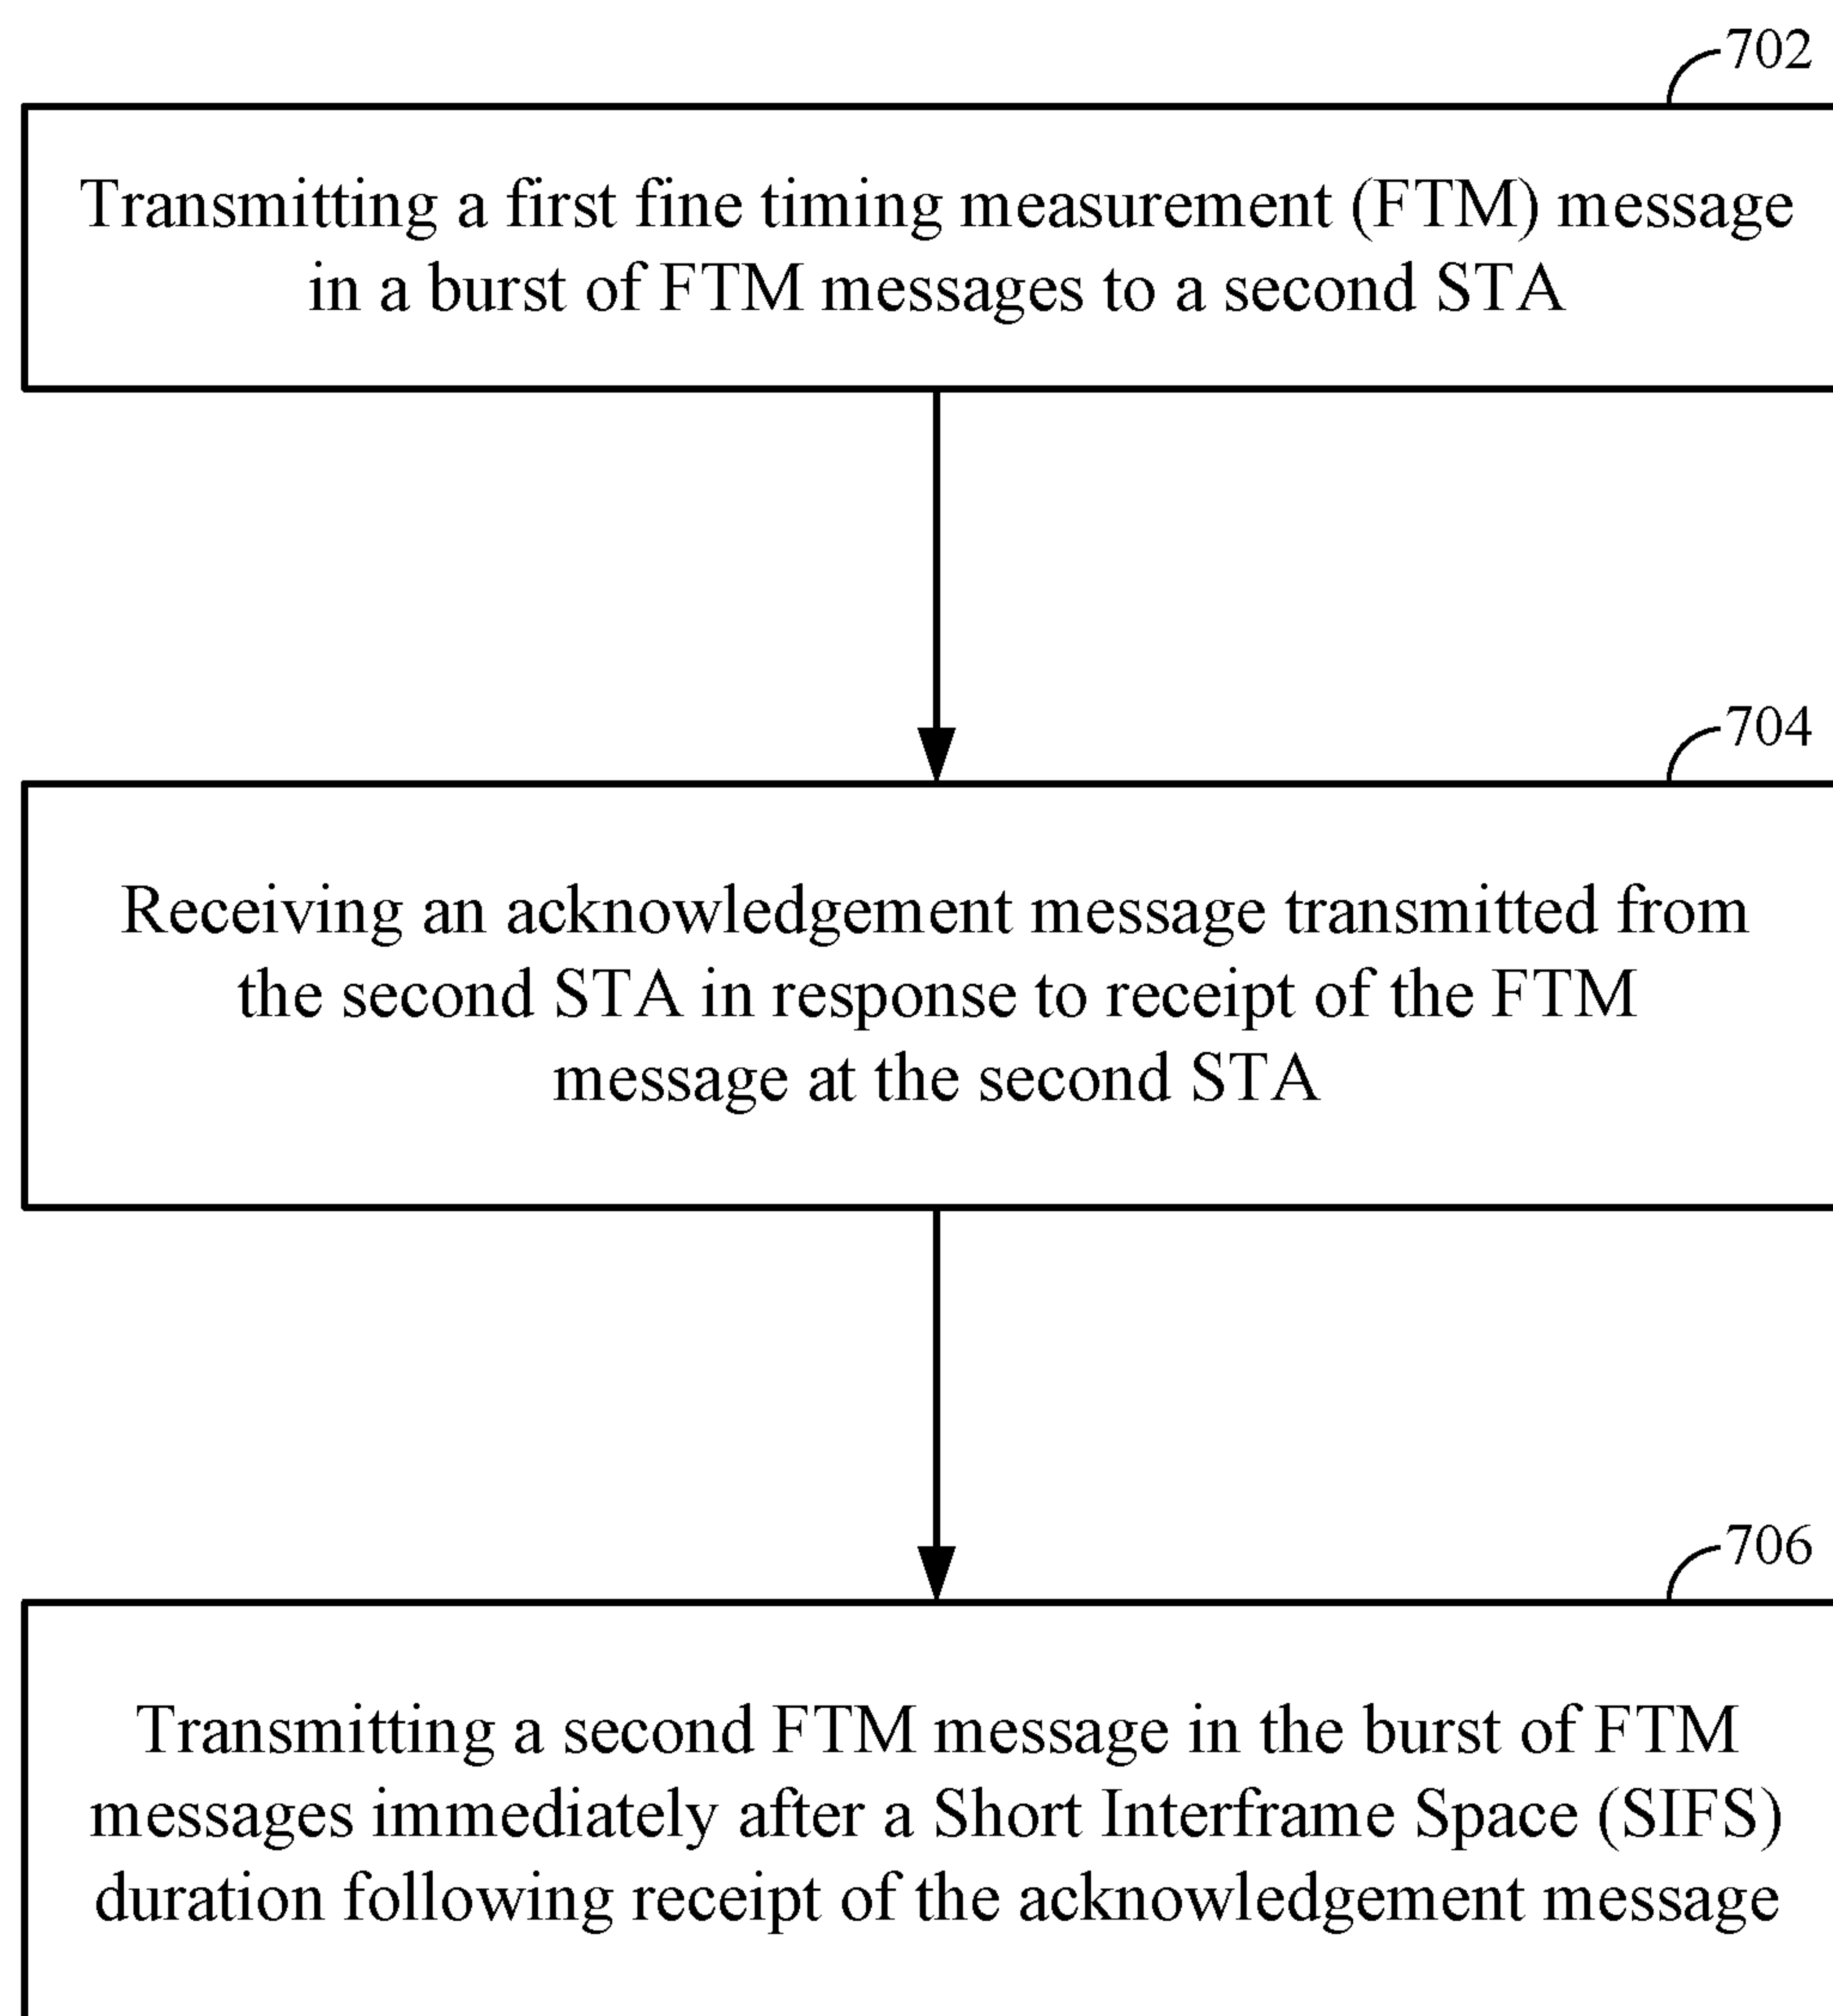 702
Transmitting a first fine timing measurement (FTM) message
in a burst of FTM messages to a second STA
704
Receiving an acknowledgement message transmitted from
the second STA in response to receipt of the FTM
message at the second STA
706
Transmitting a second FTM message in the burst of FTM
messages immediately after a Short Interframe Space (SIFS)
duration following receipt of the acknowledgement message